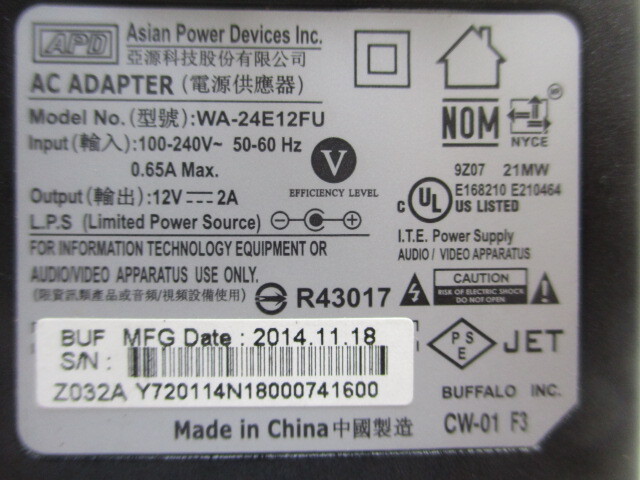 APD Asian Power Devices Inc.
亞源科技股份有限公司
AC ADAPTER (電源供應器)
Model No.(型號):WA-24E12FU
Input(輸入):100-240V~ 50-60 Hz
0.65A Max.
Output(輸出):12V 2A
L.P.S (Limited Power Source)
V
EFFICIENCY LEVEL
NOM
NYCE
9Z07 21MW
E168210 E210464
c UL US LISTED
I.T.E. Power Supply
AUDIO / VIDEO APPARATUS
FOR INFORMATION TECHNOLOGY EQUIPMENT OR
AUDIO/VIDEO APPARATUS USE ONLY.
(限資訊類產品或音頻/視頻設備使用)
R43017
CAUTION
RISK OF ELECTRIC SHOCK
DO NOT OPEN
BUF MFG Date : 2014.11.18
S/N :
Z032A Y720114N18000741600
PSE
JET
BUFFALO INC.
Made in China 中國製造
CW-01 F3